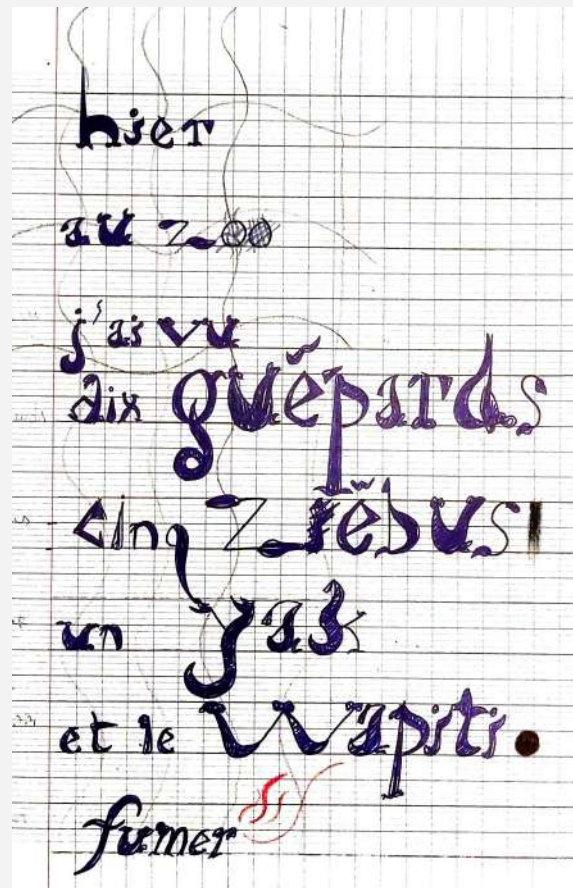 hier
au zoo
j'ai vu
dix guépards
cinq zébus
un yak
et le wapiti.
fumer